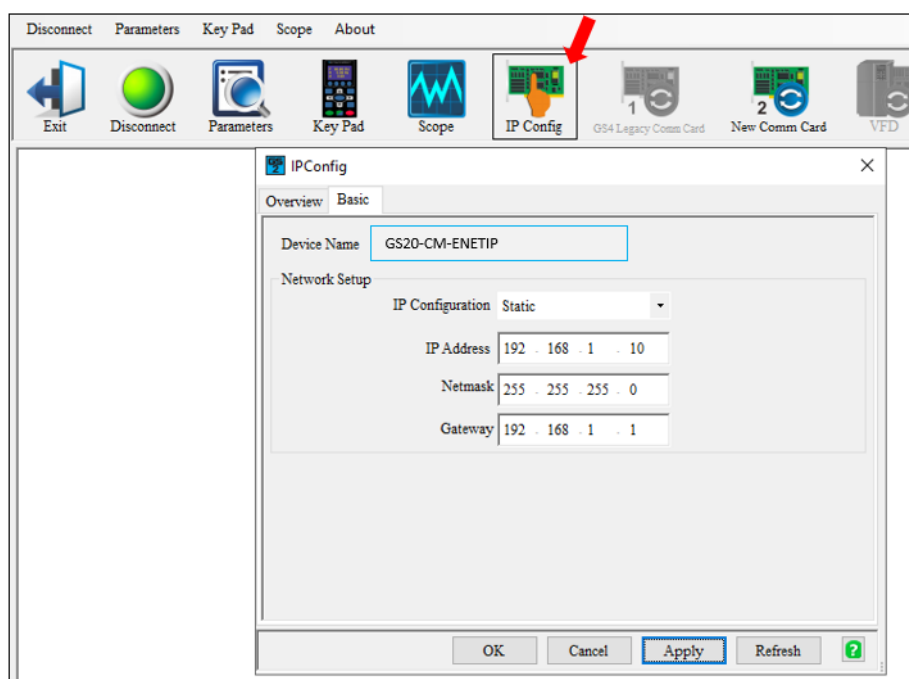 Disconnect Parameters Key Pad Scope About
Exit Disconnect Parameters Key Pad Scope IP Config 1 GS4 Legacy Comm Card 2 New Comm Card VFD
GS2 IPConfig
Overview Basic
Device Name GS20-CM-ENETIP
Network Setup
IP Configuration Static
IP Address 192 . 168 . 1 . 10
Netmask 255 . 255 . 255 . 0
Gateway 192 . 168 . 1 . 1
OK Cancel Apply Refresh ?